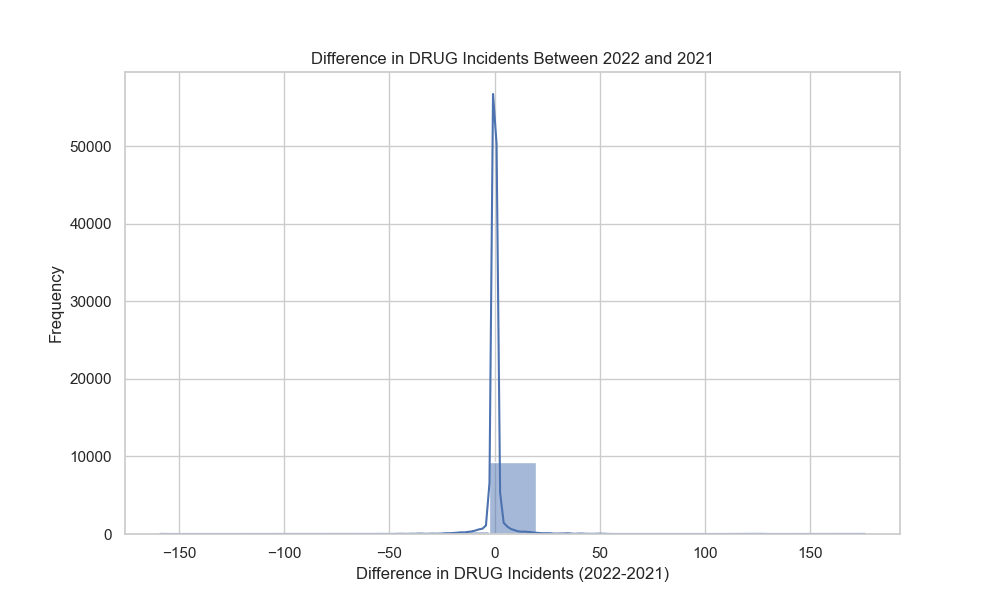 Difference in DRUG Incidents Between 2022 and 2021
Frequency
50000
40000
30000
20000
10000
0
−150 −100 −50 0 50 100 150
Difference in DRUG Incidents (2022-2021)